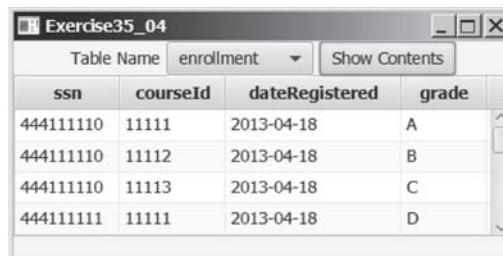 Exercise35_04
Table Name enrollment Show Contents
ssn courseId dateRegistered grade
444111110 11111 2013-04-18 A
444111110 11112 2013-04-18 B
444111110 11113 2013-04-18 C
444111111 11111 2013-04-18 D